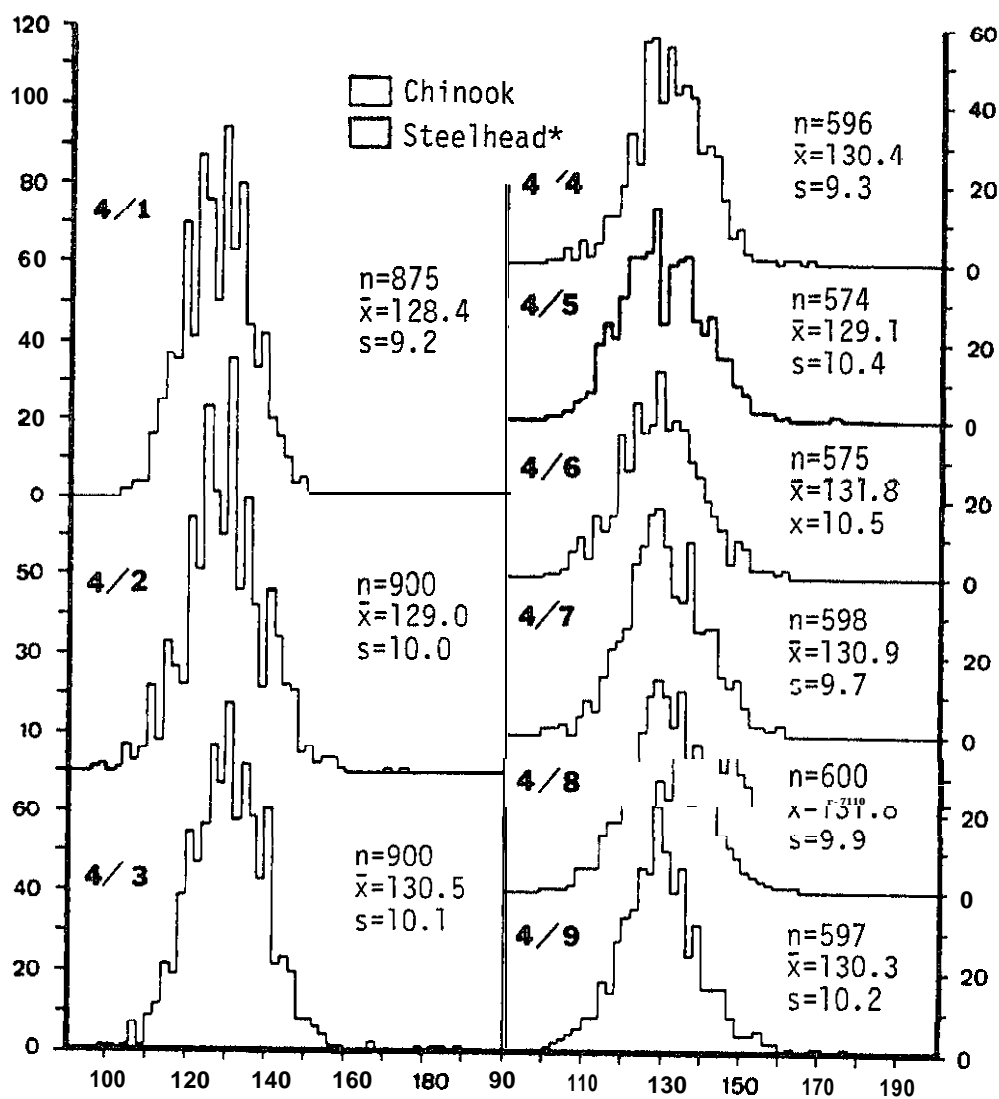 120
100
80
60
40
20
0
50
30
10
60
40
20
0
Chinook
Steelhead*
4/1
n=875
x̄=128.4
s=9.2
4/2
n=900
x̄=129.0
s=10.0
4/3
n=900
x̄=130.5
s=10.1
100 120 140 160 180 90
4/4
n=596
x̄=130.4
s=9.3
4/5
n=574
x̄=129.1
s=10.4
4/6
n=575
x̄=131.8
x=10.5
4/7
n=598
x̄=130.9
s=9.7
4/8
n=600
s=9.9
4/9
n=597
x̄=130.3
s=10.2
60
40
20
0
20
0
20
0
20
0
20
0
20
0
110 130 150 170 190